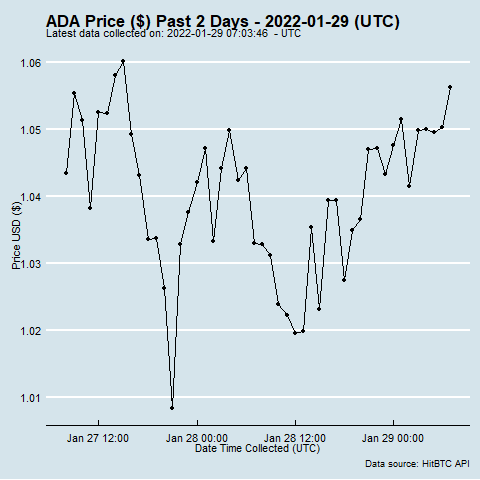 ADA Price ($) Past 2 Days - 2022-01-29 (UTC)
Latest data collected on: 2022-01-29 07:03:46  - UTC
1.06
1.05
1.04
1.03
1.02
1.01
Price USD ($)
Jan 27 12:00
Jan 28 00:00
Jan 28 12:00
Jan 29 00:00
Date Time Collected (UTC)
Data source: HitBTC API